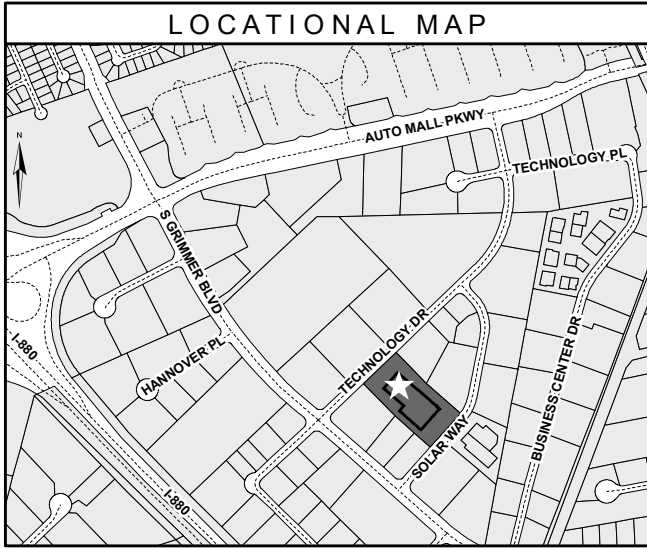 LOCATIONAL MAP
N
AUTO MALL PKWY
TECHNOLOGY PL
S GRIMMER BLVD
I-880
HANNOVER PL
TECHNOLOGY DR
BUSINESS CENTER DR
SOLAR WAY
I-880